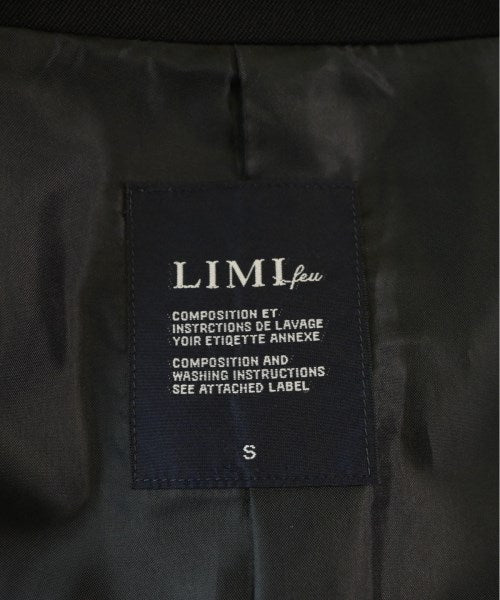 LIMI feu
COMPOSITION ET
INSTRCTIONS DE LAVAGE
YOIR ETIQETTE ANNEXE
COMPOSITION AND
WASHING INSTRUCTIONS
SEE ATTACHED LABEL
S